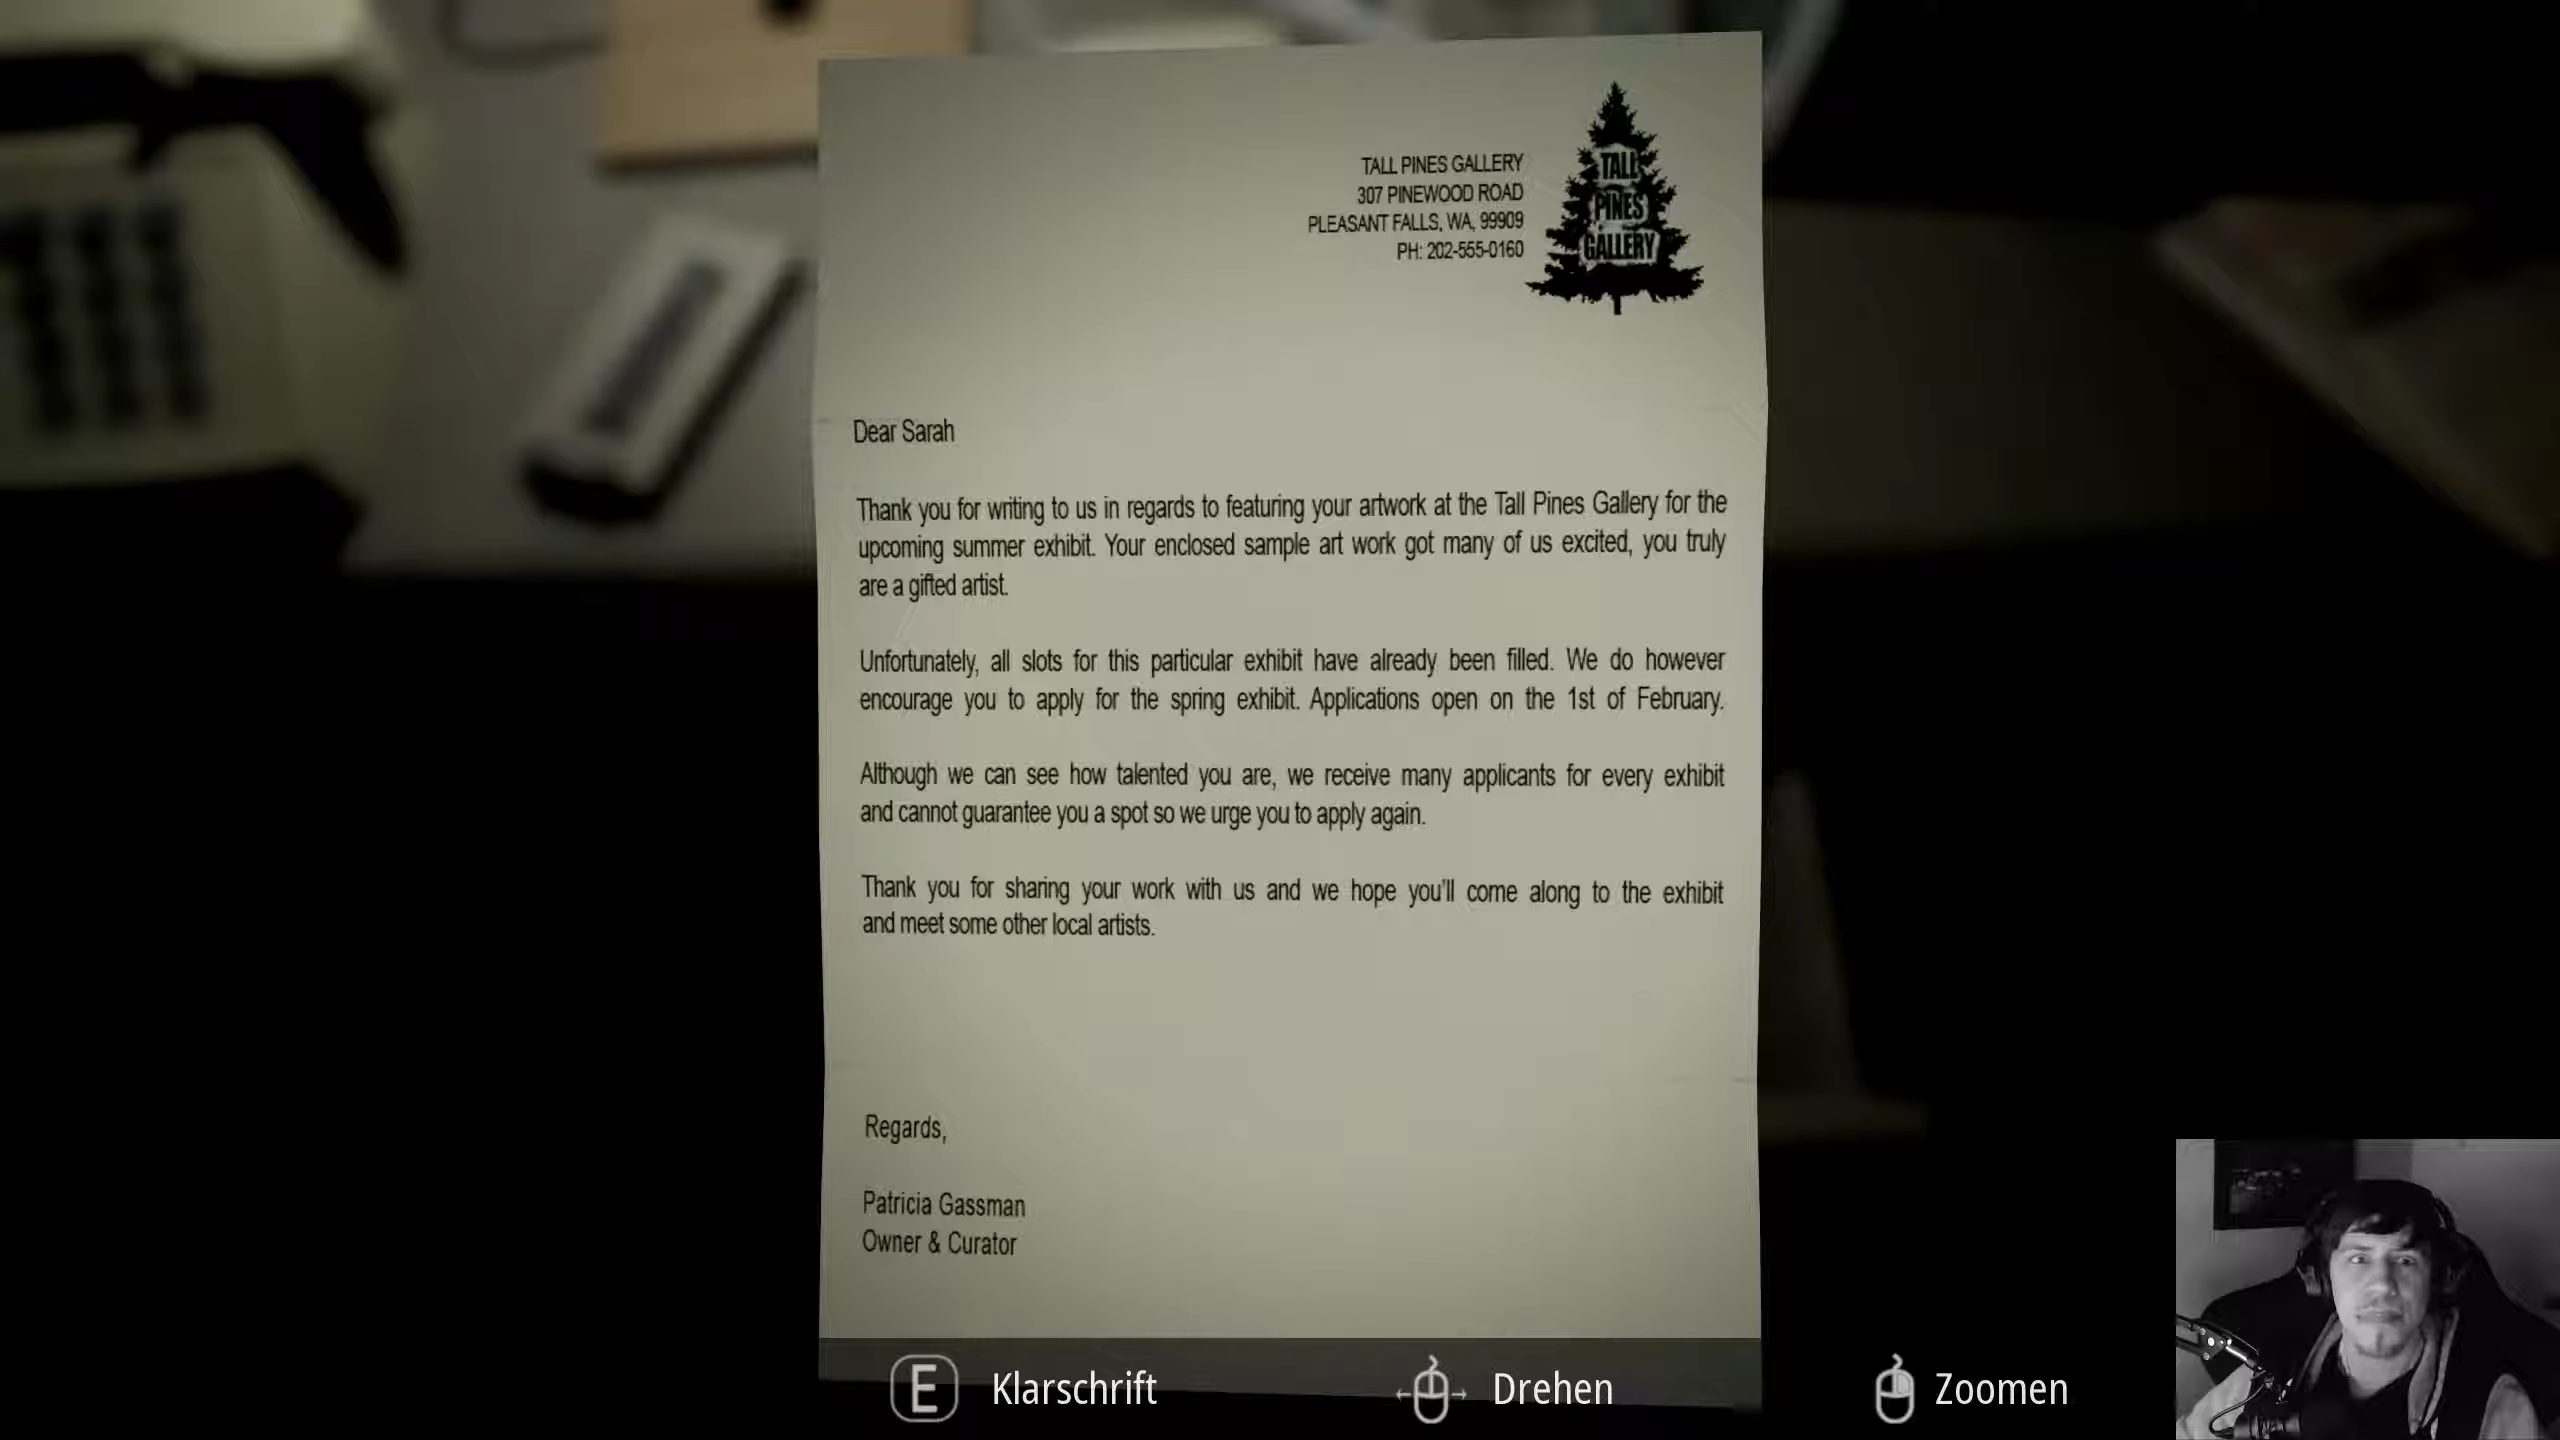 TALL PINES GALLERY
307 PINEWOOD ROAD
PLEASANT FALLS, WA, 99909
PH: 202-555-0160
TALL
PINES
GALLERY
Dear Sarah
Thank you for writing to us in regards to featuring your artwork at the Tall Pines Gallery for the
upcoming summer exhibit. Your enclosed sample art work got many of us excited, you truly
are a gifted artist.
Unfortunately, all slots for this particular exhibit have already been filled. We do however
encourage you to apply for the spring exhibit. Applications open on the 1st of February.
Although we can see how talented you are, we receive many applicants for every exhibit
and cannot guarantee you a spot so we urge you to apply again.
Thank you for sharing your work with us and we hope you'll come along to the exhibit
and meet some other local artists.
Regards,
Patricia Gassman
Owner & Curator
E Klarschrift
Drehen
Zoomen